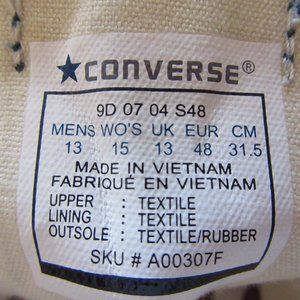 ★CONVERSE®
9D 07 04 S48
MENS WO'S UK EUR CM
13 15 13 48 31.5
MADE IN VIETNAM
FABRIQUÉ EN VIETNAM
UPPER : TEXTILE
LINING : TEXTILE
OUTSOLE : TEXTILE/RUBBER
SKU # A00307F